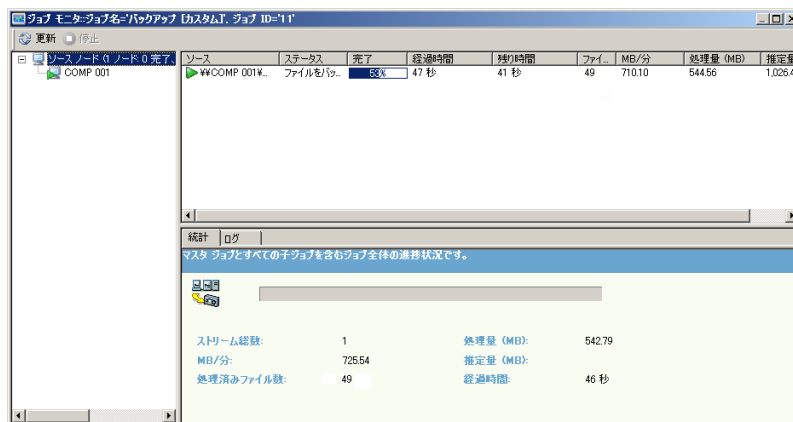 ジョブ モニタ::ジョブ名='バックアップ [カスタム]', ジョブ ID='11'
更新 停止
ソース ノード (1 ノード: 0 完了、
COMP 001
ソース ステータス 完了 経過時間 残り時間 ファイ... MB/分 処理量 (MB) 推定量
¥¥COMP 001¥... ファイルをバッ... 53% 47 秒 41 秒 49 710.10 544.56 1,026.4
統計 ログ
マスタ ジョブとすべての子ジョブを含むジョブ全体の進捗状況です。
ストリーム総数: 1 処理量 (MB): 542.79
MB/分: 725.54 推定量 (MB):
処理済みファイル数: 49 経過時間: 46 秒